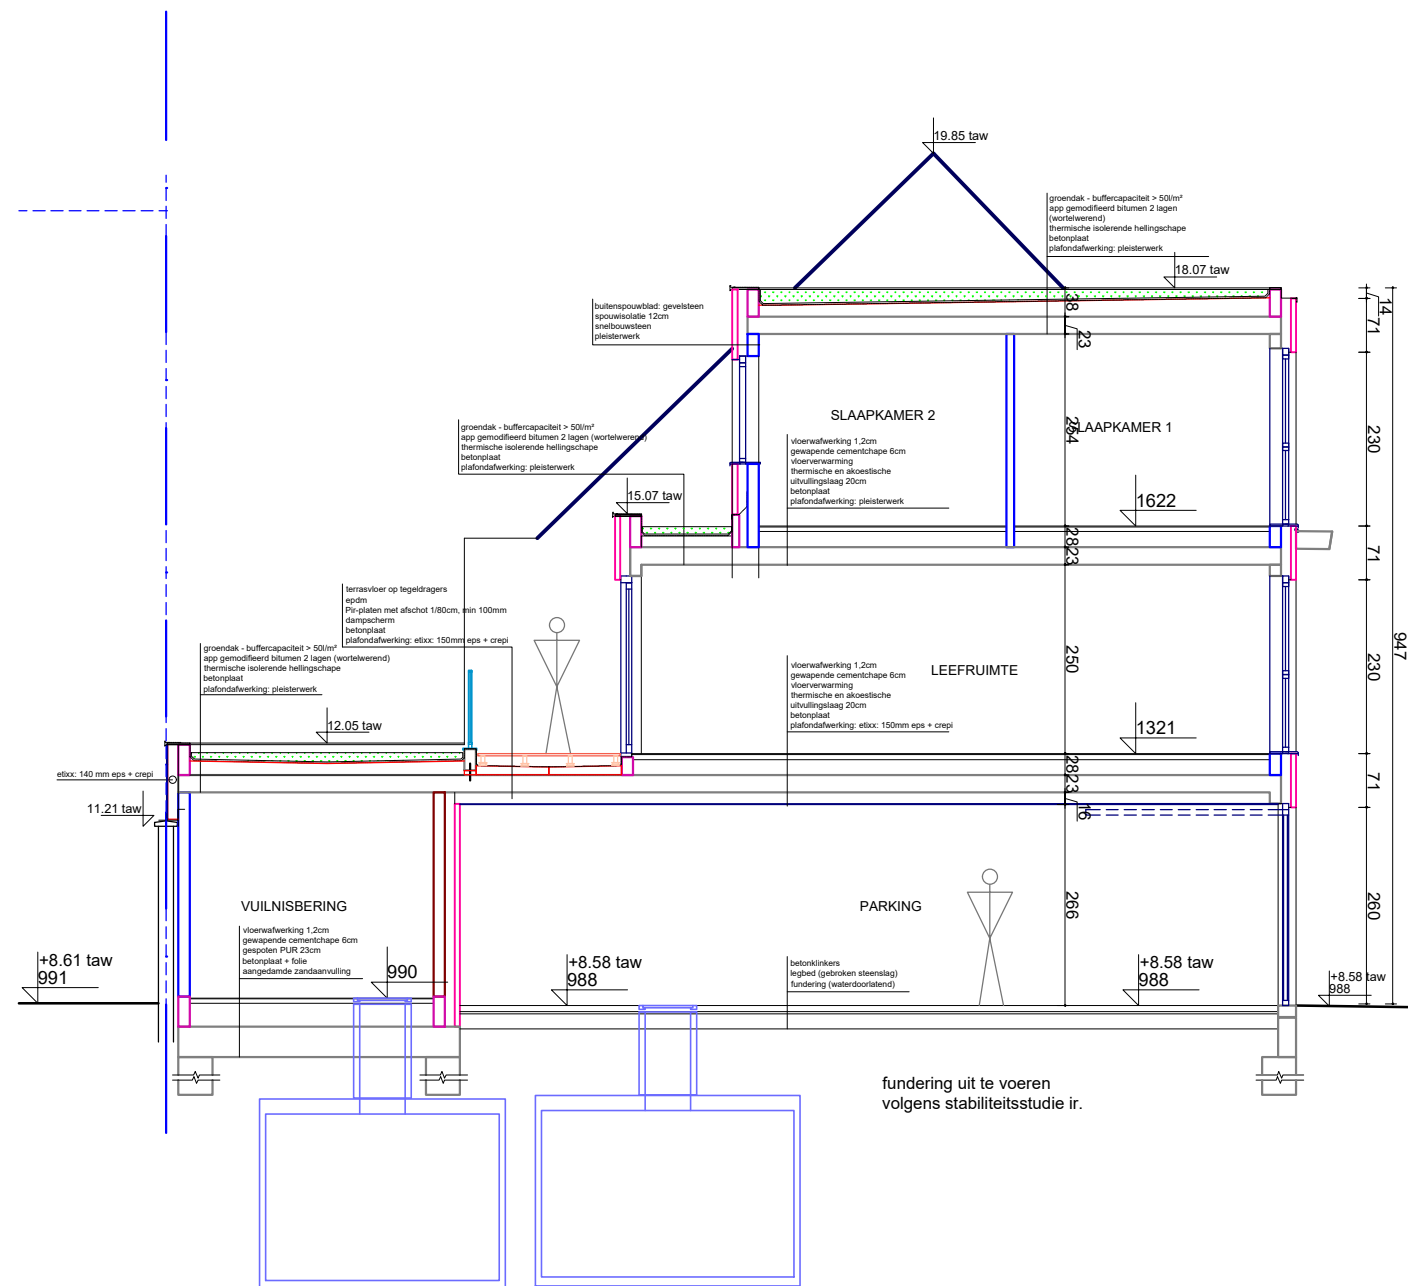 19.85 taw
groendak - buffercapaciteit > 50l/m²
app gemodifieerd bitumen 2 lagen
(wortelwerend)
thermische isolerende hellingschape
betonplaat
plafondafwerking: pleisterwerk
18.07 taw
buitenspouwblad: gevelsteen
spouwisolatie 12cm
snelbouwsteen
pleisterwerk
38
23
14
71
SLAAPKAMER 2
SLAAPKAMER 1
254
230
groendak - buffercapaciteit > 50l/m²
app gemodifieerd bitumen 2 lagen (wortelwerend)
thermische isolerende hellingschape
betonplaat
plafondafwerking: pleisterwerk
vloerwafwerking 1,2cm
gewapende cementchape 6cm
vloerverwarming
thermische en akoestische
uitvullingslaag 20cm
betonplaat
plafondafwerking: pleisterwerk
15.07 taw
1622
28
23
71
terrasvloer op tegeldragers
epdm
Pir-platen met afschot 1/80cm, min 100mm
dampscherm
betonplaat
plafondafwerking: etixx: 150mm eps + crepi
groendak - buffercapaciteit > 50l/m²
app gemodifieerd bitumen 2 lagen (wortelwerend)
thermische isolerende hellingschape
betonplaat
plafondafwerking: pleisterwerk
LEEFRUIMTE
250
230
947
vloerwafwerking 1,2cm
gewapende cementchape 6cm
vloerverwarming
thermische en akoestische
uitvullingslaag 20cm
betonplaat
plafondafwerking: etixx: 150mm eps + crepi
12.05 taw
1321
etixx: 140 mm eps + crepi
11.21 taw
28
23
16
71
VUILNISBERING
PARKING
266
260
vloerwafwerking 1,2cm
gewapende cementchape 6cm
gespoten PUR 23cm
betonplaat + folie
aangedamde zandaanvulling
betonklinkers
legbed (gebroken steenslag)
fundering (waterdoorlatend)
+8.61 taw
991
990
+8.58 taw
988
+8.58 taw
988
+8.58 taw
988
fundering uit te voeren
volgens stabiliteitsstudie ir.